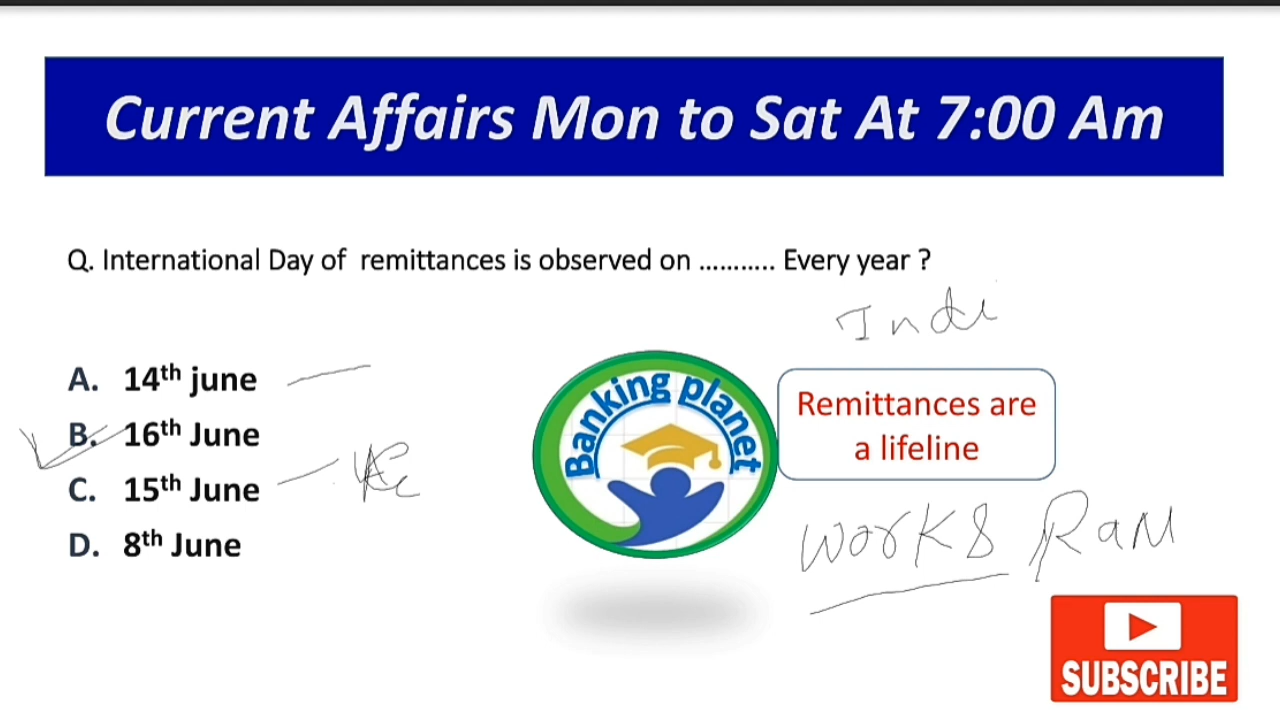 Current Affairs Mon to Sat At 7:00 Am
Q. International Day of remittances is observed on ........... Every year ?
Indi
A. 14th june
B. 16th June
C. 15th June
D. 8th June
Banking planet
Remittances are
a lifeline
works Ram
SUBSCRIBE